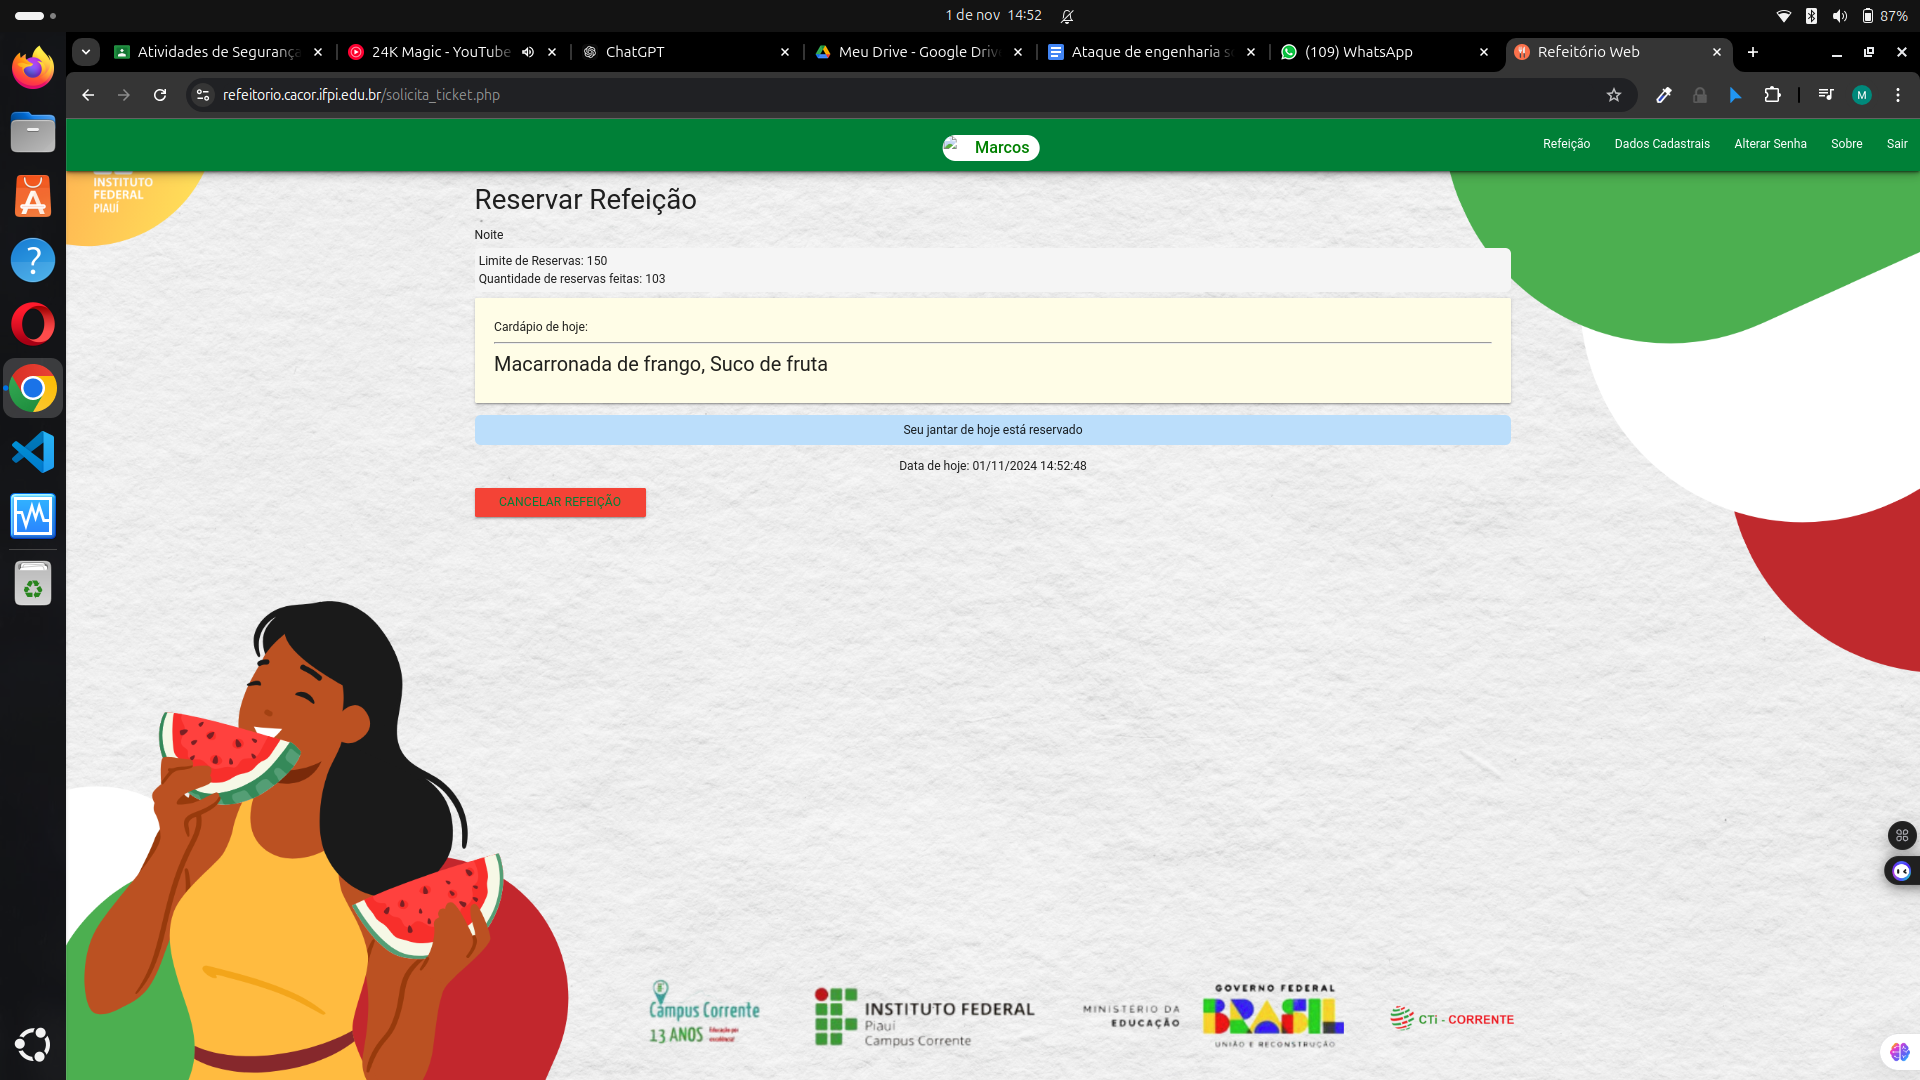 1 de nov 14:52
87%
Atividades de Segurança
24K Magic - YouTube
ChatGPT
Meu Drive - Google Driv
Ataque de engenharia s
(109) WhatsApp
Refeitório Web
refeitorio.cacor.ifpi.edu.br/solicita_ticket.php
M
Marcos
Refeição
Dados Cadastrais
Alterar Senha
Sobre
Sair
INSTITUTO
FEDERAL
PIAUÍ
Reservar Refeição
Noite
Limite de Reservas: 150
Quantidade de reservas feitas: 103
Cardápio de hoje:
Macarronada de frango, Suco de fruta
Seu jantar de hoje está reservado
Data de hoje: 01/11/2024 14:52:48
CANCELAR REFEIÇÃO
Campus Corrente
13 ANOS
INSTITUTO FEDERAL
Piauí
Campus Corrente
MINISTÉRIO DA
EDUCAÇÃO
GOVERNO FEDERAL
BRASIL
UNIÃO E RECONSTRUÇÃO
CTi - CORRENTE